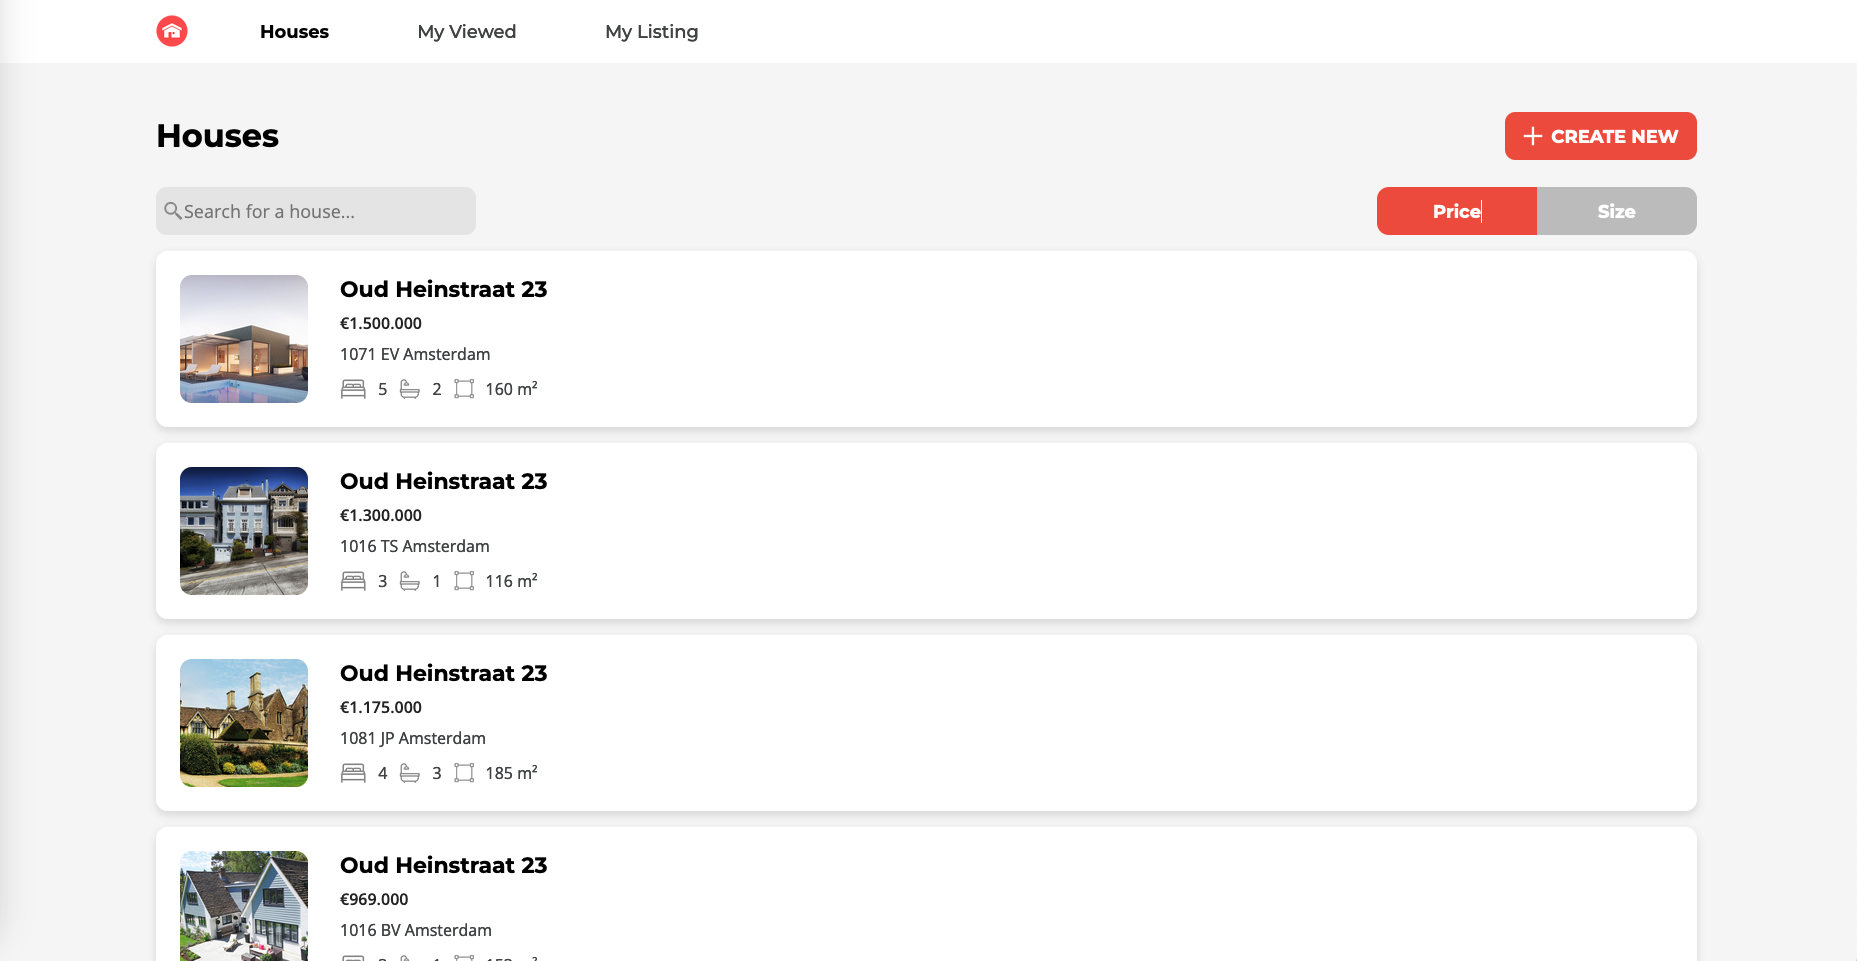 Houses
My Viewed
My Listing
Houses
CREATE NEW
Search for a house...
Price
Size
Oud Heinstraat 23
€1.500.000
1071 EV Amsterdam
5 2 160 m²
Oud Heinstraat 23
€1.300.000
1016 TS Amsterdam
3 1 116 m²
Oud Heinstraat 23
€1.175.000
1081 JP Amsterdam
4 3 185 m²
Oud Heinstraat 23
€969.000
1016 BV Amsterdam